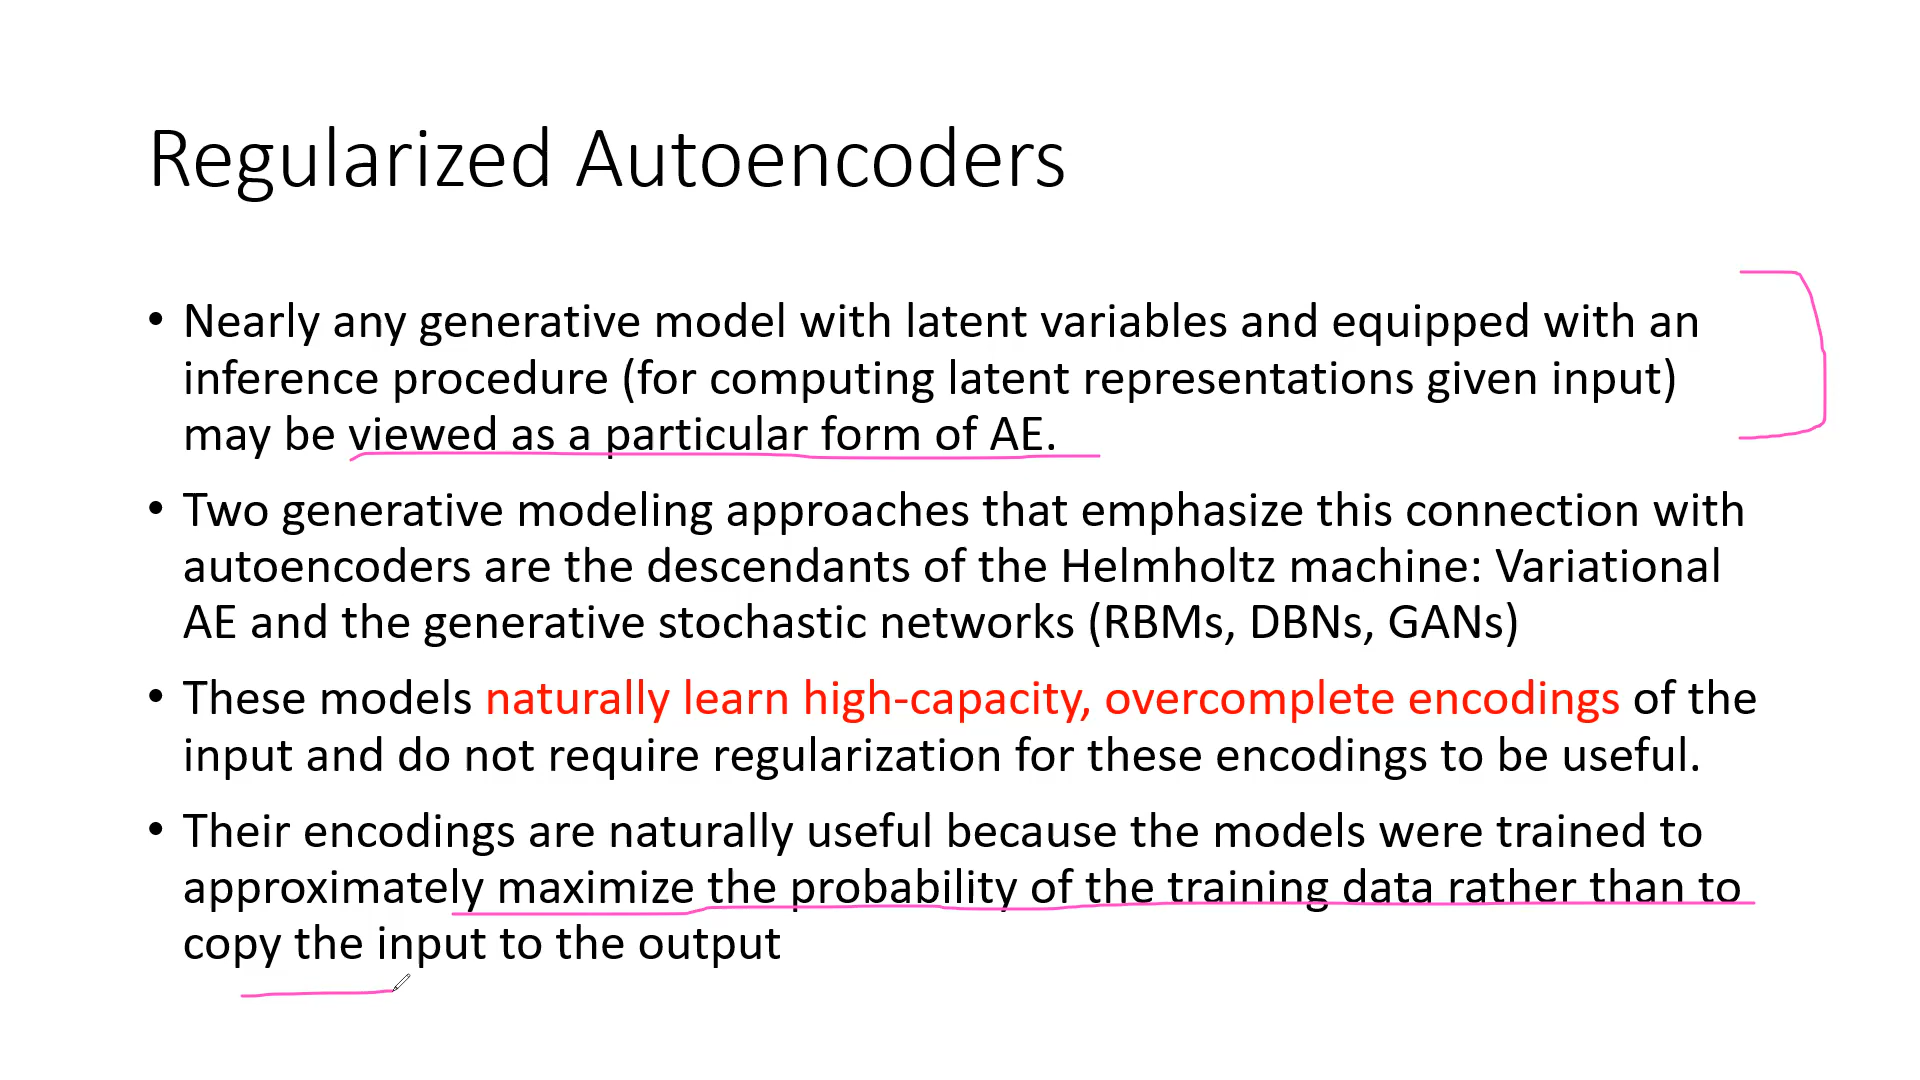 Regularized Autoencoders
• Nearly any generative model with latent variables and equipped with an
inference procedure (for computing latent representations given input)
may be viewed as a particular form of AE.
• Two generative modeling approaches that emphasize this connection with
autoencoders are the descendants of the Helmholtz machine: Variational
AE and the generative stochastic networks (RBMs, DBNs, GANs)
• These models naturally learn high-capacity, overcomplete encodings of the
input and do not require regularization for these encodings to be useful.
• Their encodings are naturally useful because the models were trained to
approximately maximize the probability of the training data rather than to
copy the input to the output